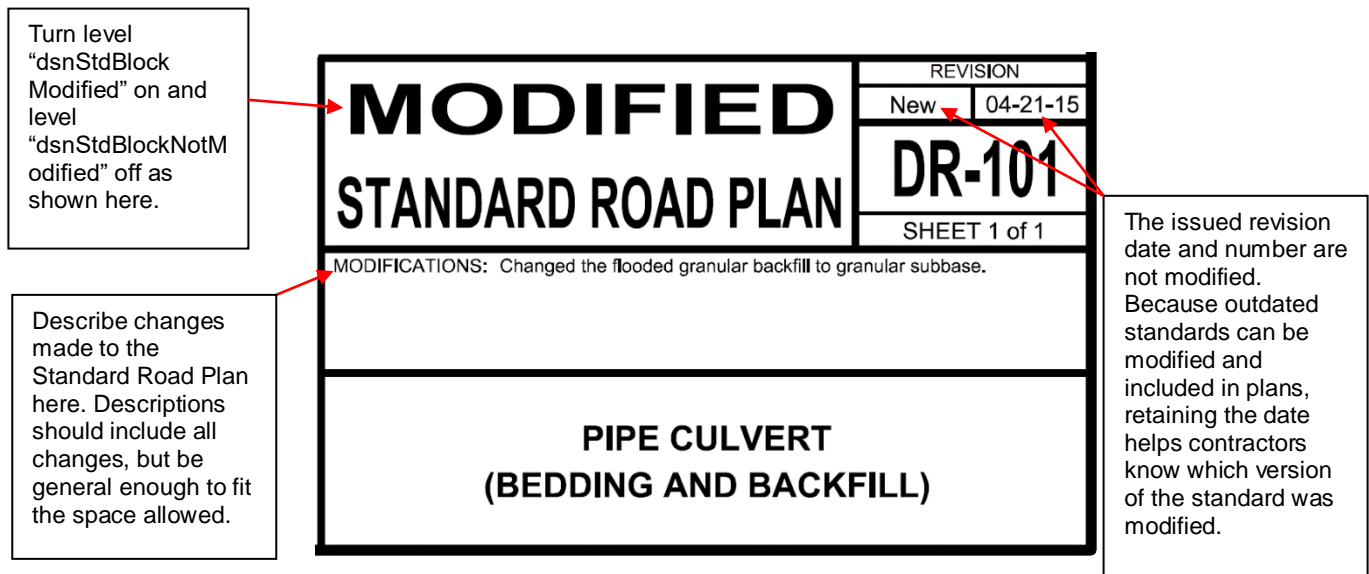 Turn level
“dsnStdBlock
Modified” on and
level
“dsnStdBlockNotM
odified” off as
shown here.
Describe changes
made to the
Standard Road Plan
here. Descriptions
should include all
changes, but be
general enough to fit
the space allowed.
MODIFIED
STANDARD ROAD PLAN
REVISION
New 04-21-15
DR-101
SHEET 1 of 1
MODIFICATIONS: Changed the flooded granular backfill to granular subbase.
PIPE CULVERT
(BEDDING AND BACKFILL)
The issued revision
date and number are
not modified.
Because outdated
standards can be
modified and
included in plans,
retaining the date
helps contractors
know which version
of the standard was
modified.